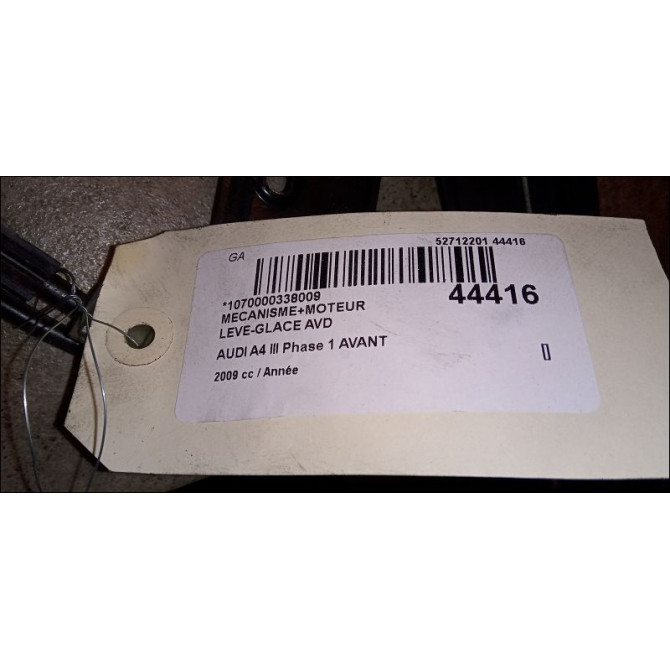 GA
52712201 44416
*1070000338009
44416
MECANISME+MOTEUR
LEVE-GLACE AVD
AUDI A4 III Phase 1 AVANT
2009 cc / Année